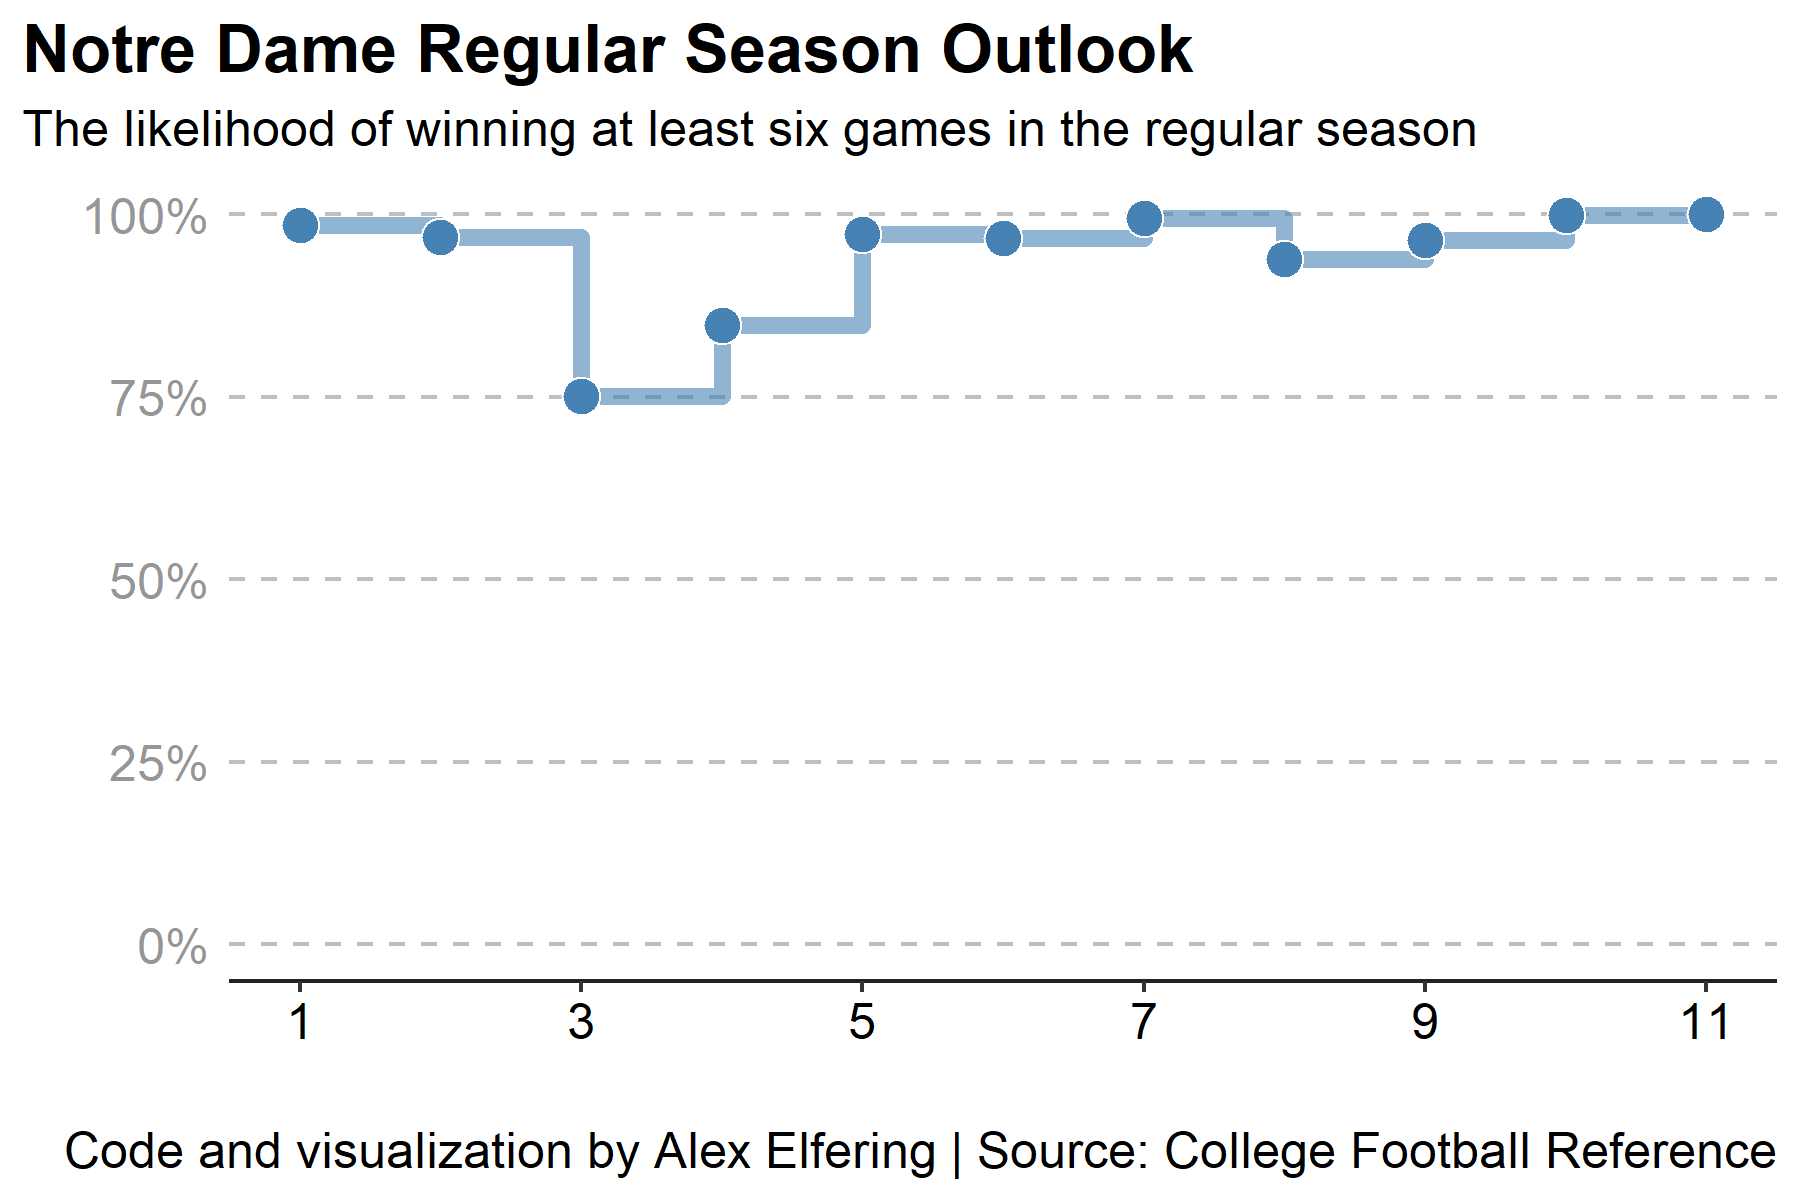 Notre Dame Regular Season Outlook
The likelihood of winning at least six games in the regular season
100%
75%
50%
25%
0%
1 3 5 7 9 11
Code and visualization by Alex Elfering | Source: College Football Reference